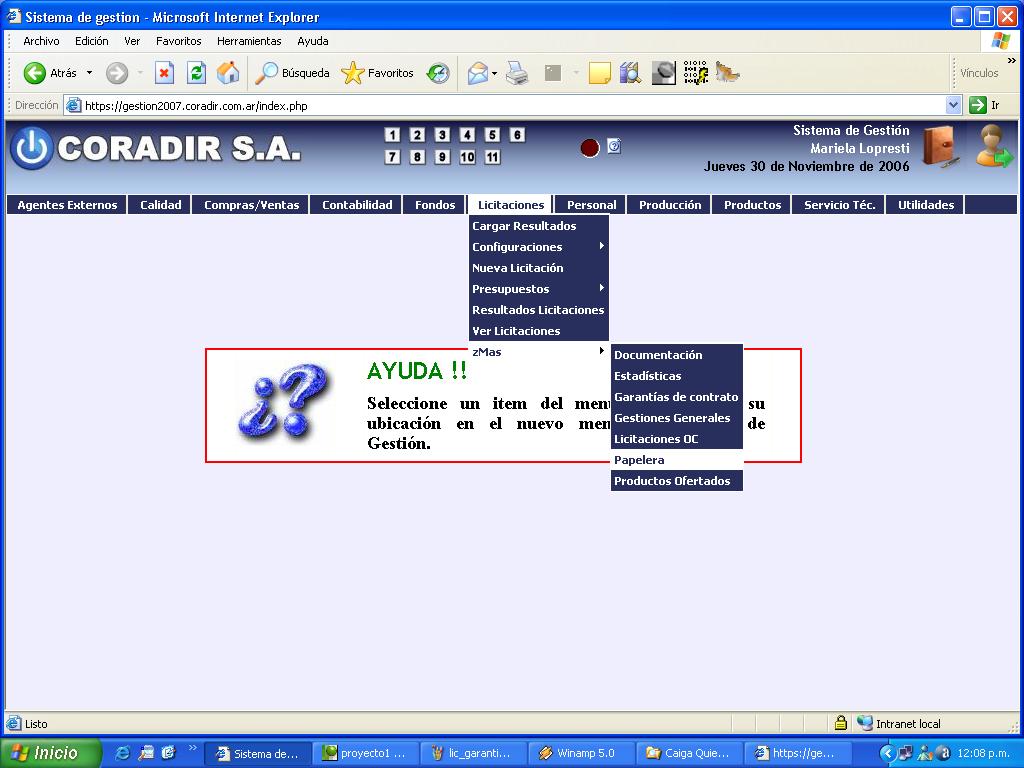 Sistema de gestion - Microsoft Internet Explorer
Archivo Edición Ver Favoritos Herramientas Ayuda
Atrás Búsqueda Favoritos Vínculos »
Dirección https://gestion2007.coradir.com.ar/index.php Ir
CORADIR S.A.
1 2 3 4 5 6
7 8 9 10 11
Sistema de Gestión
Mariela Lopresti
Jueves 30 de Noviembre de 2006
Agentes Externos Calidad Compras/Ventas Contabilidad Fondos Licitaciones Personal Producción Productos Servicio Téc. Utilidades
Cargar Resultados
Configuraciones
Nueva Licitación
Presupuestos
Resultados Licitaciones
Ver Licitaciones
zMas
Documentación
Estadísticas
Garantías de contrato
Gestiones Generales
Licitaciones OC
Papelera
Productos Ofertados
¿?
AYUDA !!
Seleccione un item del men su
ubicación en el nuevo men de
Gestión.
Listo Intranet local
Inicio » Sistema de... proyecto1 ... lic_garanti... Winamp 5.0 Caiga Quie... https://ge... 12:08 p.m.